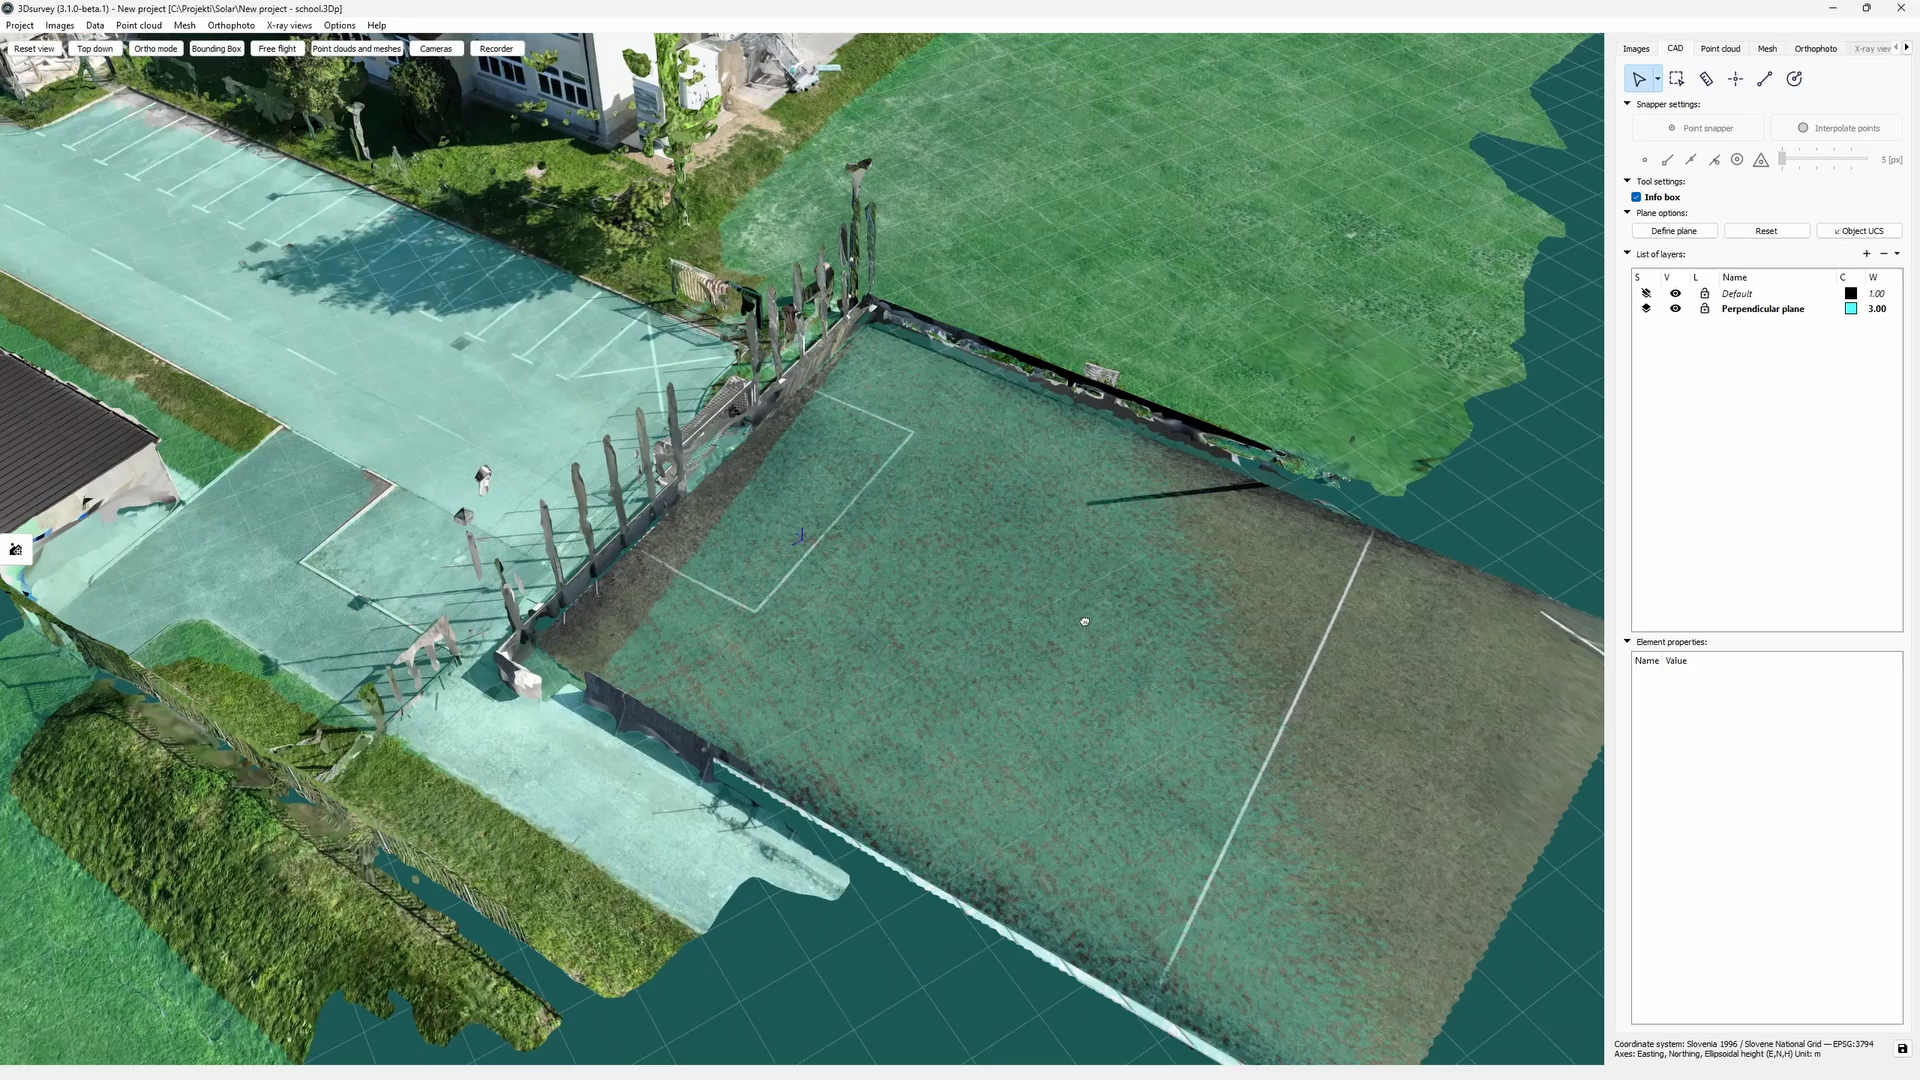 3Dsurvey (3.1.0-beta.1) - New project [C:\Projekti\Solar\New project - school.3Dp]
Project Images Data Point cloud Mesh Orthophoto X-ray views Options Help
Reset view Top down Ortho mode Bounding Box Free flight Point clouds and meshes Cameras Recorder
Images CAD Point cloud Mesh Orthophoto X-ray view
Snapper settings:
Point snapper Interpolate points
5 [px]
Tool settings:
Info box
Plane options:
Define plane Reset Object UCS
List of layers:
S V L Name C W
Default 1.00
Perpendicular plane 3.00
Element properties:
Name Value
Coordinate system: Slovenia 1996 / Slovene National Grid — EPSG:3794
Axes: Easting, Northing, Ellipsoidal height (E,N,H) Unit: m